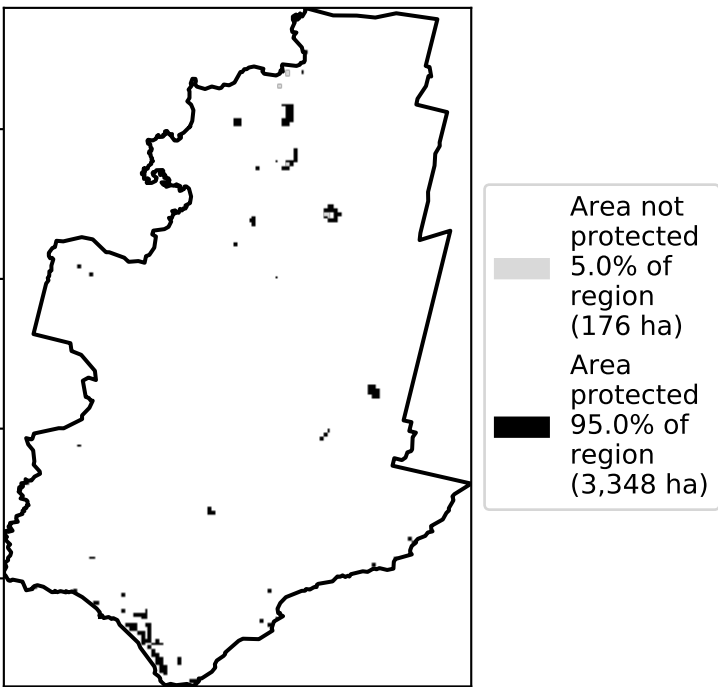 Area not
protected
5.0% of
region
(176 ha)
Area
protected
95.0% of
region
(3,348 ha)